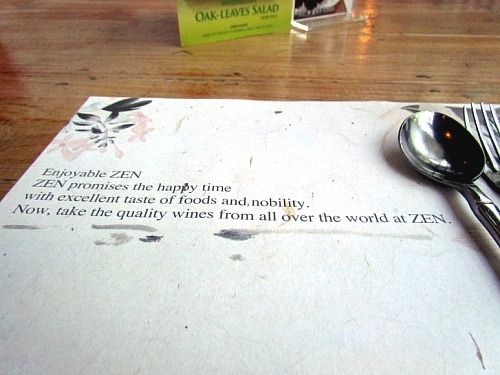 OAK-LEAVES SALAD
Enjoyable ZEN
ZEN promises the happy time
with excellent taste of foods and nobility.
Now, take the quality wines from all over the world at ZEN.